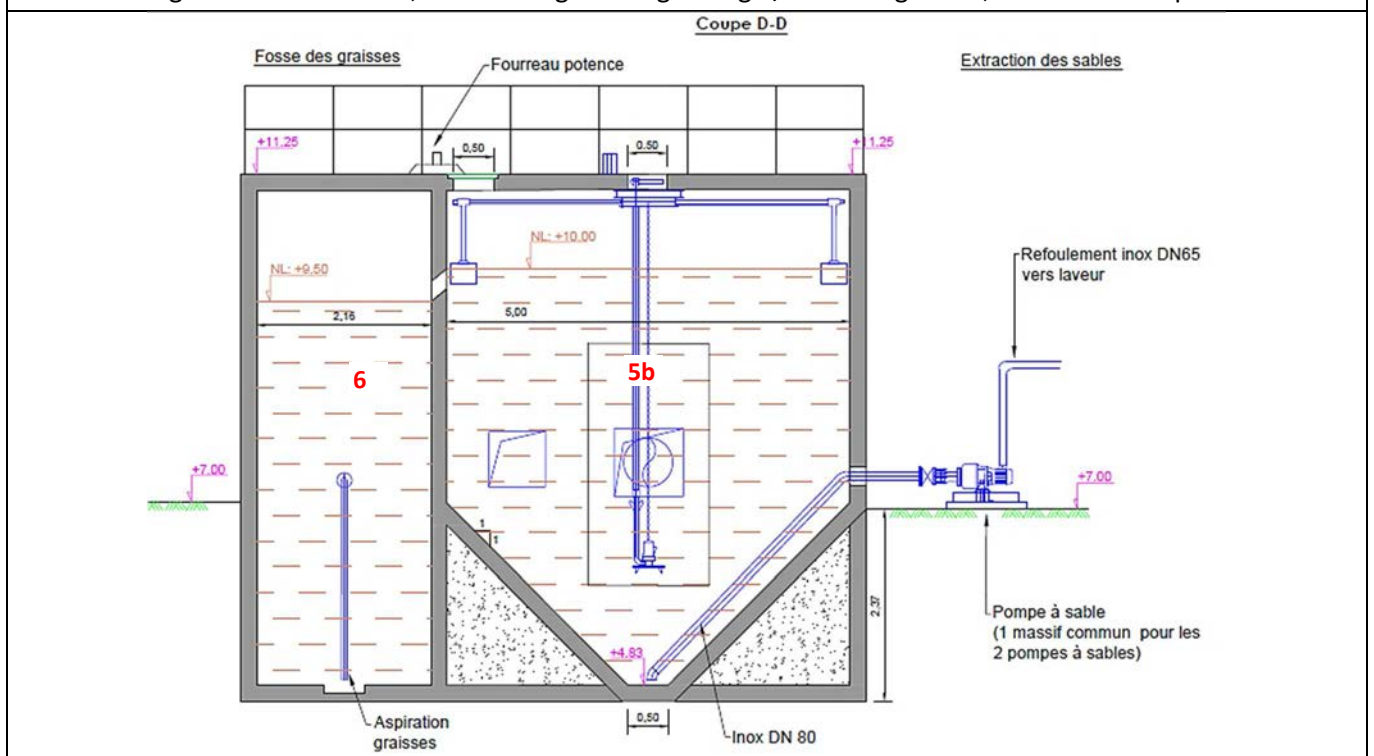 Coupe D-D
Fosse des graisses
Fourreau potence
Extraction des sables
+11.25
0,50
0.50
+11.25
NL: +10.00
NL: +9.50
Refoulement inox DN65
vers laveur
2,16
5,00
6
5b
+7.00
+7.00
1
1
2,37
Pompe à sable
(1 massif commun pour les
2 pompes à sables)
+4.83
0,50
Aspiration
graisses
Inox DN 80